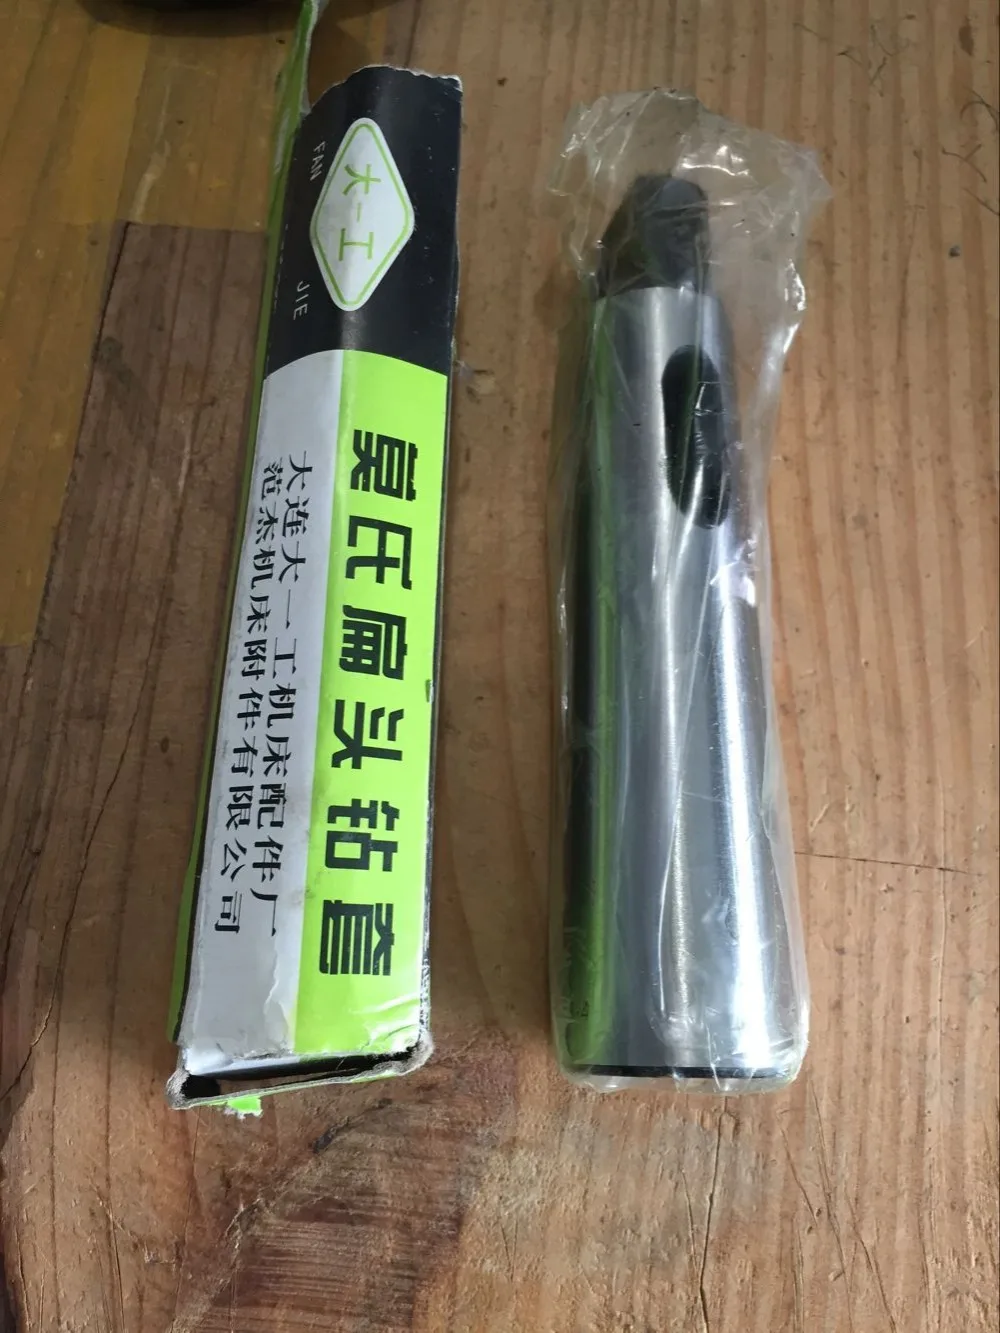 大一工
FAN JIE
莫氏扁头钻套
大连大一工机床配件厂
范杰机床附件有限公司